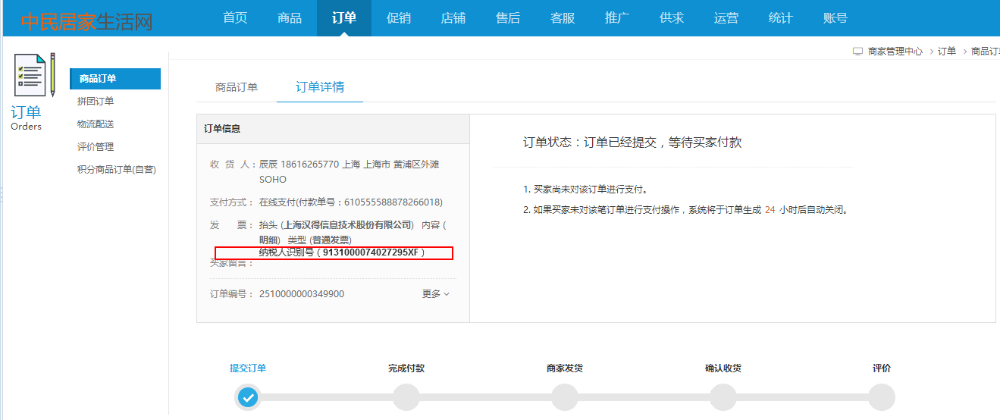 中民居家生活网
首页 商品 订单 促销 店铺 售后 客服 推广 供求 运营 统计 账号
商家管理中心 > 订单 > 商品订
订单
Orders
商品订单
拼团订单
物流配送
评价管理
积分商品订单(自营)
商品订单 订单详情
订单信息
收 货 人： 辰辰 18616265770 上海 上海市 黄浦区外滩
SOHO
支付方式： 在线支付(付款单号：610555588878266018)
发 票： 抬头 (上海汉得信息技术股份有限公司) 内容 (
明细) 类型 (普通发票)
纳税人识别号（9131000074027295XF）
买家留言：
订单编号： 2510000000349900 更多
订单状态：订单已经提交，等待买家付款
1. 买家尚未对该订单进行支付。
2. 如果买家未对该笔订单进行支付操作，系统将于订单生成 24 小时后自动关闭。
提交订单 完成付款 商家发货 确认收货 评价